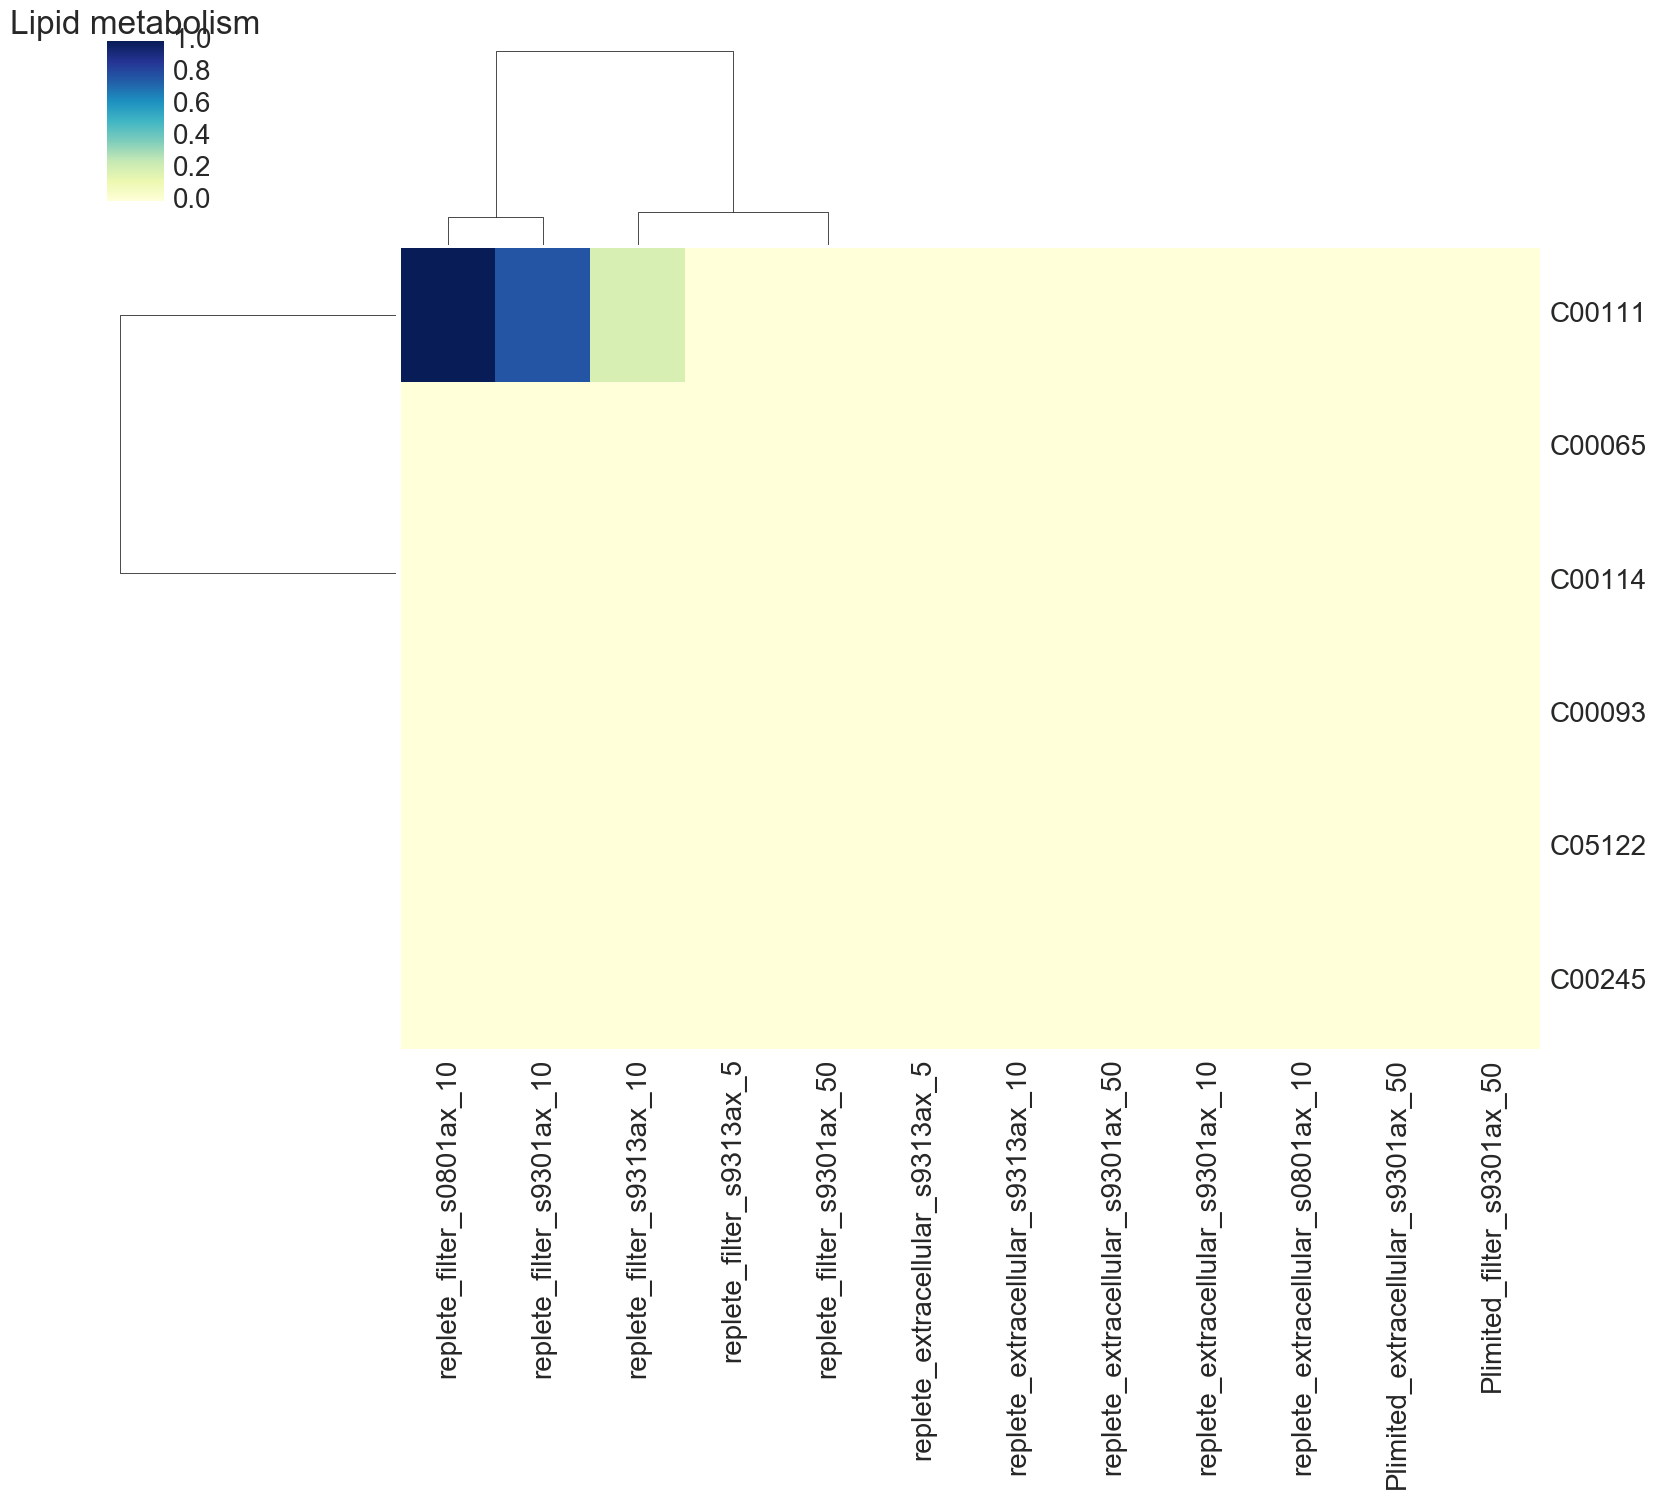 Lipid metabolism
1.0
0.8
0.6
0.4
0.2
0.0
C00111
C00065
C00114
C00093
C05122
C00245
replete_filter_s0801ax_10
replete_filter_s9301ax_10
replete_filter_s9313ax_10
replete_filter_s9313ax_5
replete_filter_s9301ax_50
replete_extracellular_s9313ax_5
replete_extracellular_s9313ax_10
replete_extracellular_s9301ax_50
replete_extracellular_s9301ax_10
replete_extracellular_s0801ax_10
Plimited_extracellular_s9301ax_50
Plimited_filter_s9301ax_50